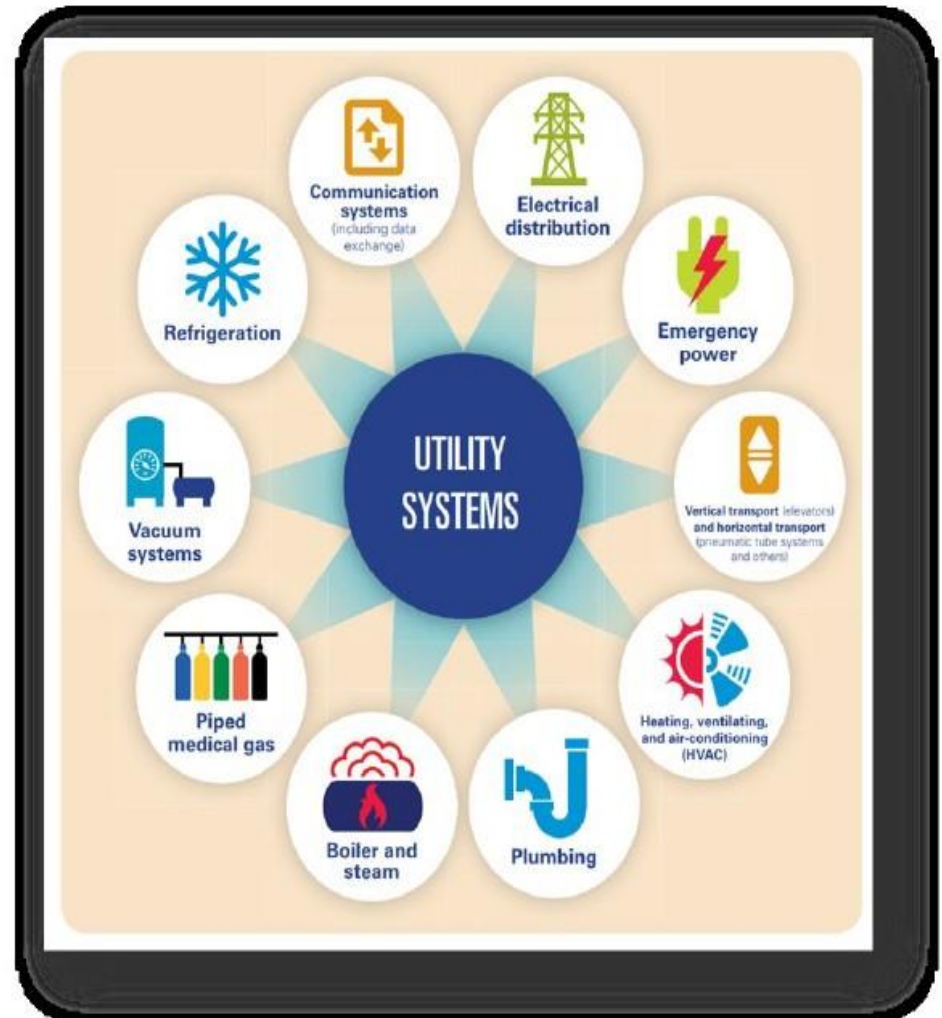 UTILITY
SYSTEMS
Communication
systems
(including data
exchange)
Electrical
distribution
Emergency
power
Vertical transport (elevators)
and horizontal transport
(pneumatic tube systems
and others)
Heating, ventilating,
and air-conditioning
(HVAC)
Plumbing
Boiler and
steam
Piped
medical gas
Vacuum
systems
Refrigeration